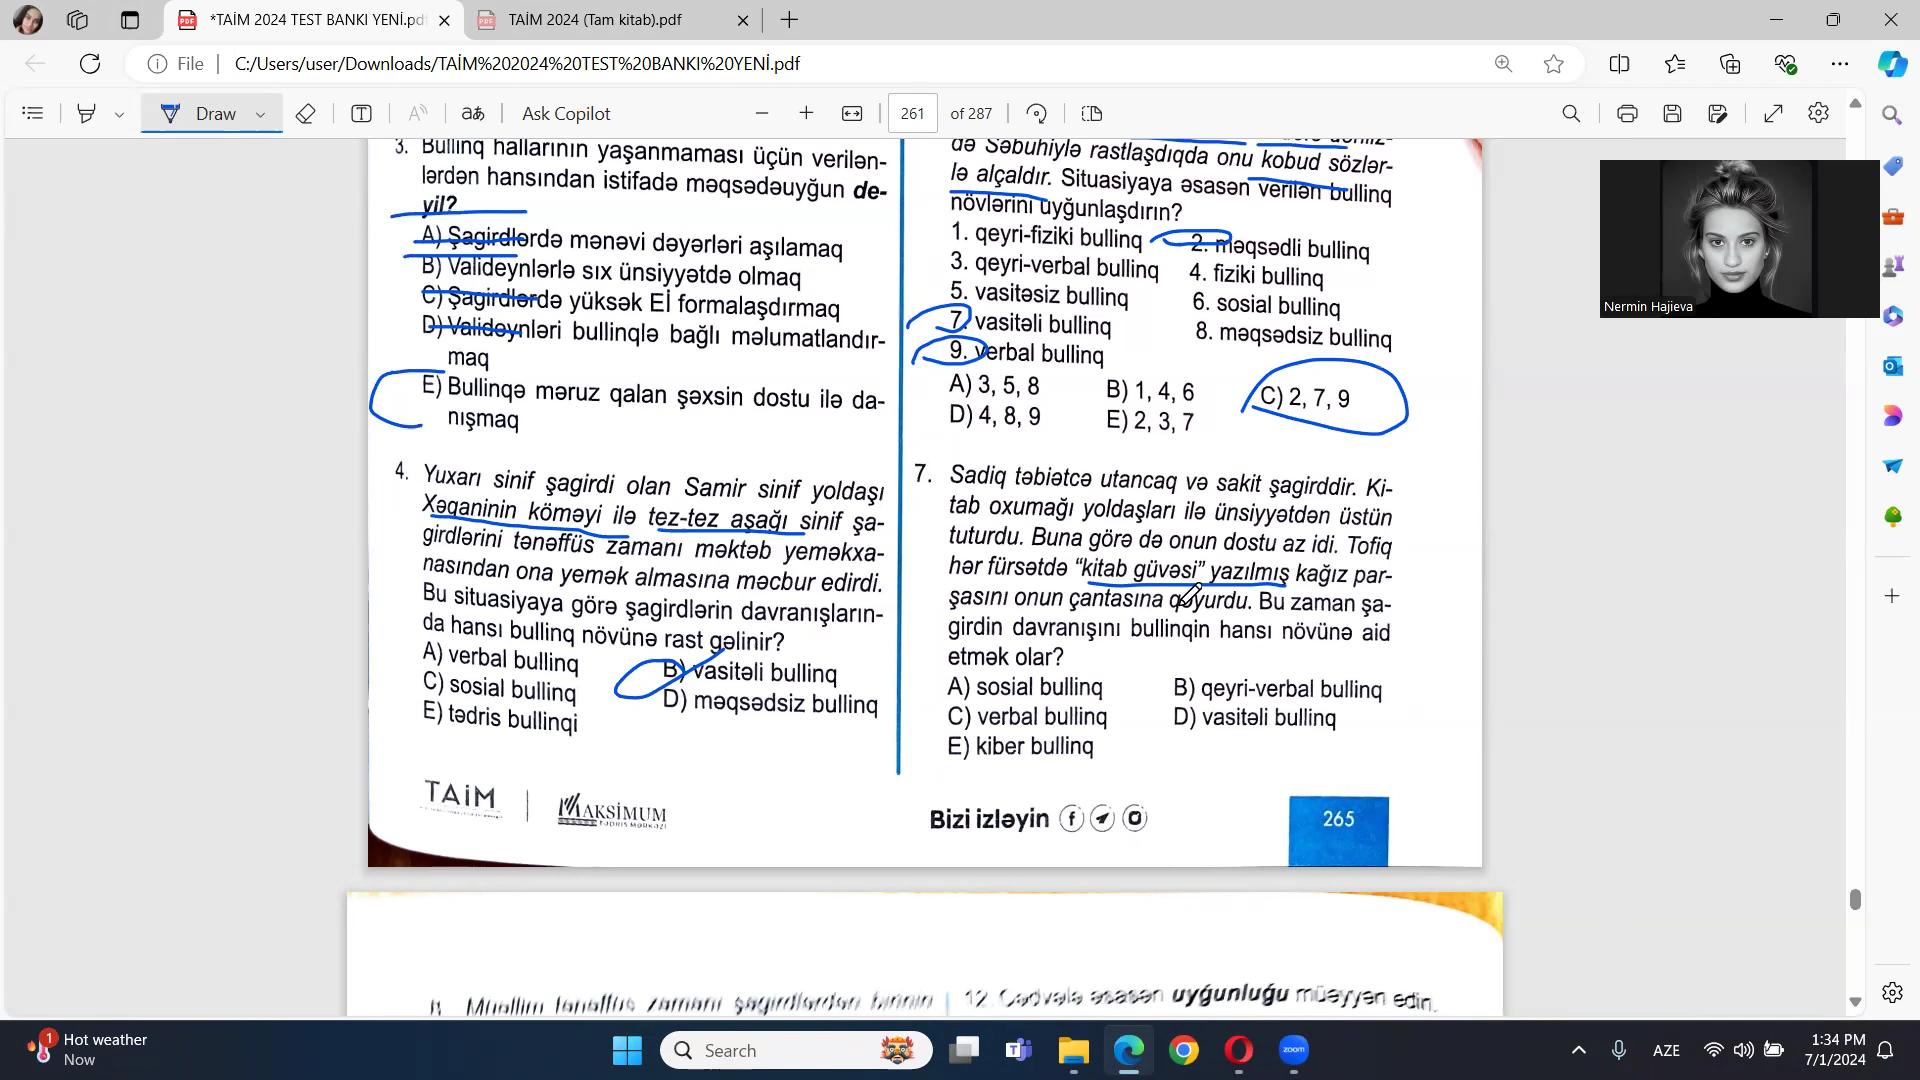 *TAİM 2024 TEST BANKI YENİ.pdf
TAİM 2024 (Tam kitab).pdf
File
C:/Users/user/Downloads/TAİM%202024%20TEST%20BANKI%20YENİ.pdf
Draw
Ask Copilot
261 of 287
3. Bullinq hallarının yaşanmaması üçün verilən-
lərdən hansından istifadə məqsədəuyğun de-
yil?
A) Şagirdlərdə mənəvi dəyərləri aşılamaq
B) Valideynlərlə sıx ünsiyyətdə olmaq
C) Şagirdlərdə yüksək Eİ formalaşdırmaq
D) Valideynləri bullinqlə bağlı məlumatlandır-
maq
E) Bullinqə məruz qalan şəxsin dostu ilə da-
nışmaq
4. Yuxarı sinif şagirdi olan Samir sinif yoldaşı
Xəqaninin köməyi ilə tez-tez aşağı sinif şa-
girdlərini tənəffüs zamanı məktəb yeməkxa-
nasından ona yemək almasına məcbur edirdi.
Bu situasiyaya görə şagirdlərin davranışların-
da hansı bullinq növünə rast gəlinir?
A) verbal bullinq
B) vasitəli bullinq
C) sosial bullinq
D) məqsədsiz bullinq
E) tədris bullinqi
də Səbuhiylə rastlaşdıqda onu kobud sözlər-
lə alçaldır. Situasiyaya əsasən verilən bullinq
növlərini uyğunlaşdırın?
1. qeyri-fiziki bullinq
2. məqsədli bullinq
3. qeyri-verbal bullinq
4. fiziki bullinq
5. vasitəsiz bullinq
6. sosial bullinq
7. vasitəli bullinq
8. məqsədsiz bullinq
9. verbal bullinq
A) 3, 5, 8
B) 1, 4, 6
C) 2, 7, 9
D) 4, 8, 9
E) 2, 3, 7
7. Sadiq təbiətcə utancaq və sakit şagirddir. Ki-
tab oxumağı yoldaşları ilə ünsiyyətdən üstün
tuturdu. Buna görə də onun dostu az idi. Tofiq
hər fürsətdə "kitab güvəsi" yazılmış kağız par-
şasını onun çantasına qoyurdu. Bu zaman şa-
girdin davranışını bullinqin hansı növünə aid
etmək olar?
A) sosial bullinq
B) qeyri-verbal bullinq
C) verbal bullinq
D) vasitəli bullinq
E) kiber bullinq
TAiM
MAKSİMUM
TƏDRİS MƏRKƏZİ
Bizi izləyin
265
Müəllim tənəffüs zamanı şagirdlərdən birinin
12. Cədvələ əsasən uyğunluğu müəyyən edin.
Nermin Hajieva
1
Hot weather
Now
Search
zoom
AZE
1:34 PM
7/1/2024